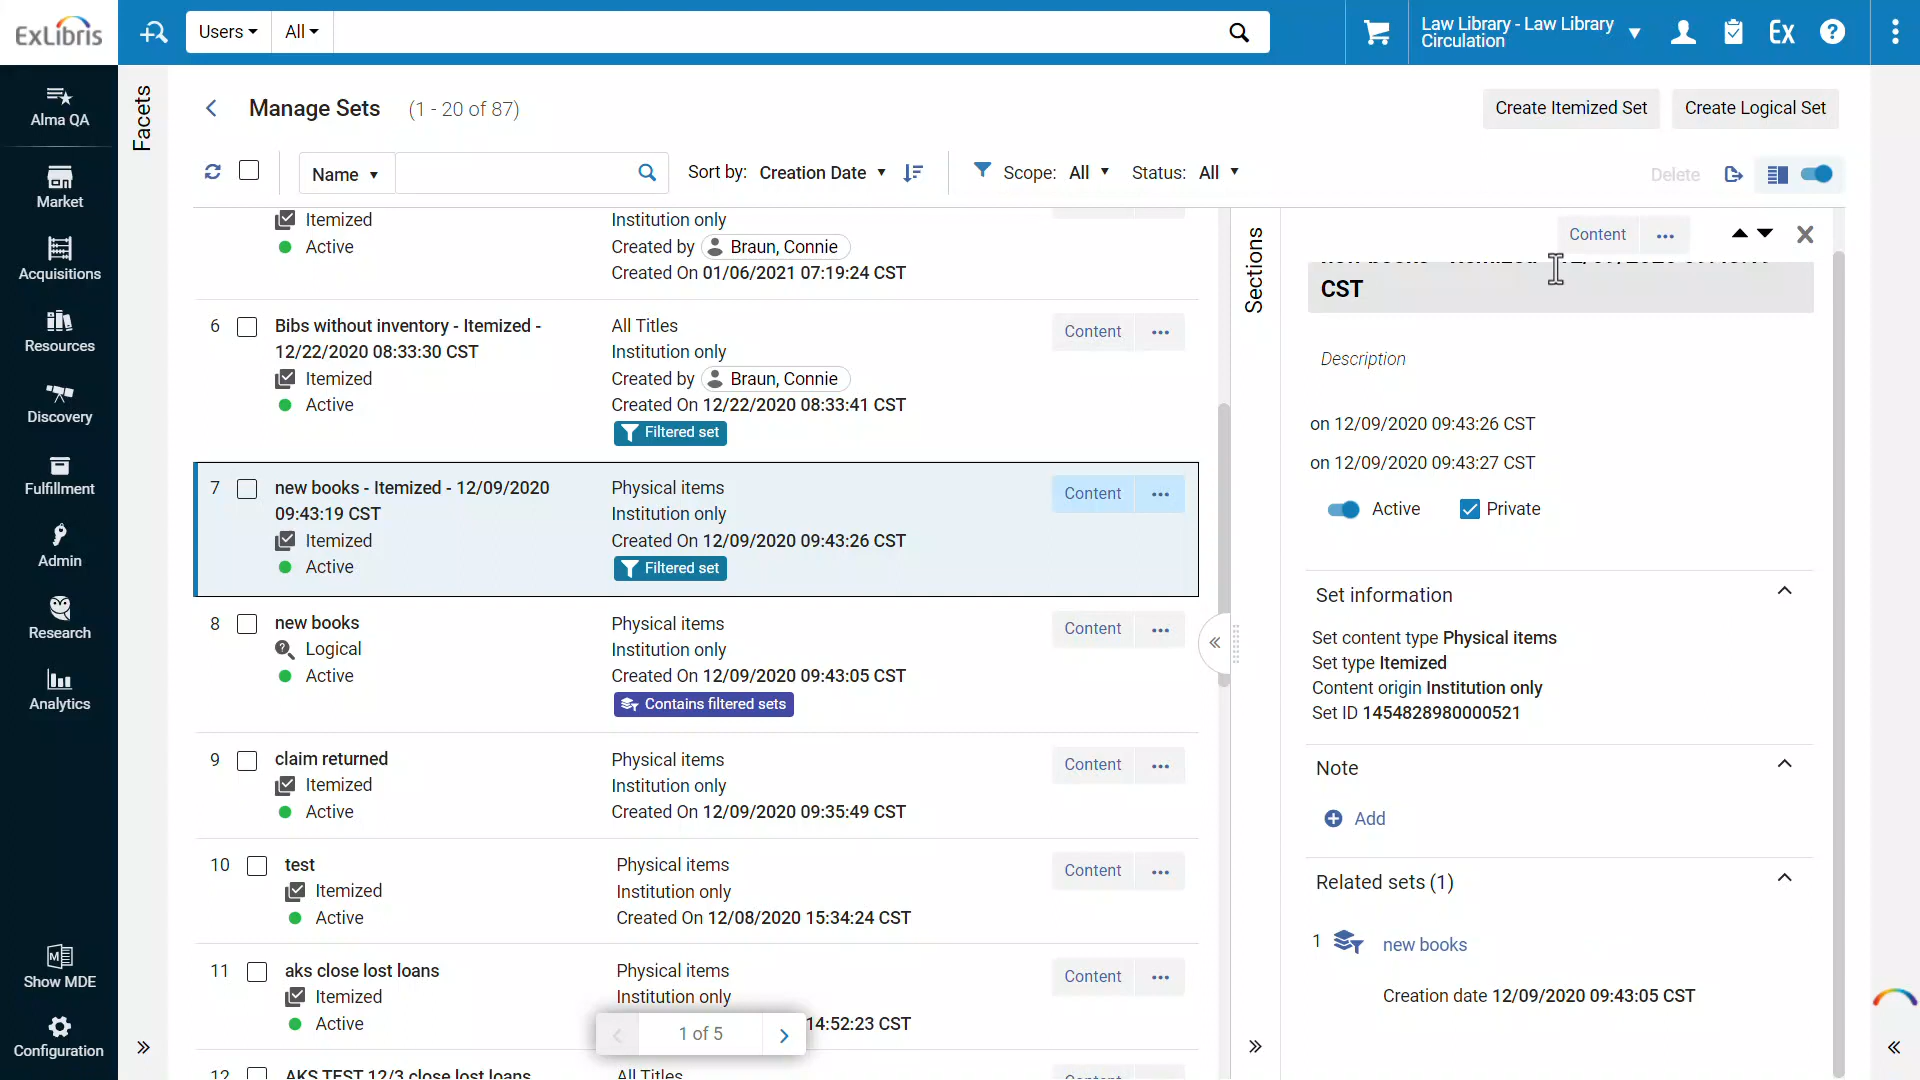 ExLibris
Users
All
Law Library - Law Library
Circulation
Ex
Alma QA
Market
Acquisitions
Resources
Discovery
Fulfillment
Admin
Research
Analytics
Show MDE
Configuration
Facets
Manage Sets (1 - 20 of 87)
Create Itemized Set
Create Logical Set
Name
Sort by: Creation Date
Scope: All
Status: All
Delete
Itemized
Active
Institution only
Created by Braun, Connie
Created On 01/06/2021 07:19:24 CST
6
Bibs without inventory - Itemized -
12/22/2020 08:33:30 CST
Itemized
Active
All Titles
Institution only
Created by Braun, Connie
Created On 12/22/2020 08:33:41 CST
Filtered set
Content
7
new books - Itemized - 12/09/2020
09:43:19 CST
Itemized
Active
Physical items
Institution only
Created On 12/09/2020 09:43:26 CST
Filtered set
Content
8
new books
Logical
Active
Physical items
Institution only
Created On 12/09/2020 09:43:05 CST
Contains filtered sets
Content
9
claim returned
Itemized
Active
Physical items
Institution only
Created On 12/09/2020 09:35:49 CST
Content
10
test
Itemized
Active
Physical items
Institution only
Created On 12/08/2020 15:34:24 CST
Content
11
aks close lost loans
Itemized
Active
Physical items
Institution only
14:52:23 CST
Content
1 of 5
12
AKS TEST 12/3 close lost loans
All Titles
Sections
Content
CST
Description
on 12/09/2020 09:43:26 CST
on 12/09/2020 09:43:27 CST
Active
Private
Set information
Set content type Physical items
Set type Itemized
Content origin Institution only
Set ID 1454828980000521
Note
Add
Related sets (1)
1
new books
Creation date 12/09/2020 09:43:05 CST